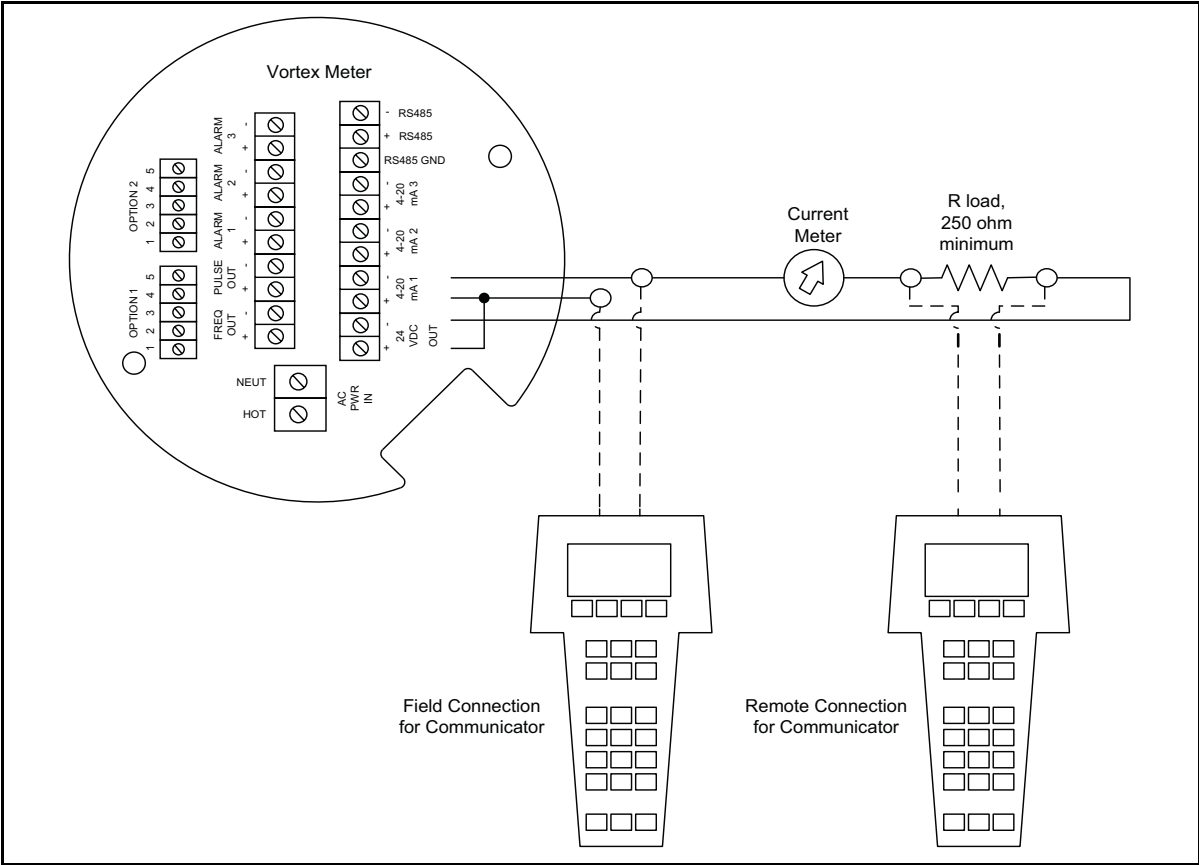 Vortex Meter
- RS485
+ RS485
RS485 GND
- 4-20
+ mA 3
- 4-20
+ mA 2
- 4-20
+ mA 1
- 24
+ VDC
OUT
ALARM
3
-
+
ALARM
2
-
+
ALARM
1
-
+
PULSE
OUT
-
+
FREQ
OUT
-
+
OPTION 2
5
4
3
2
1
OPTION 1
5
4
3
2
1
NEUT
HOT
AC
PWR
IN
Current
Meter
R load,
250 ohm
minimum
Field Connection
for Communicator
Remote Connection
for Communicator